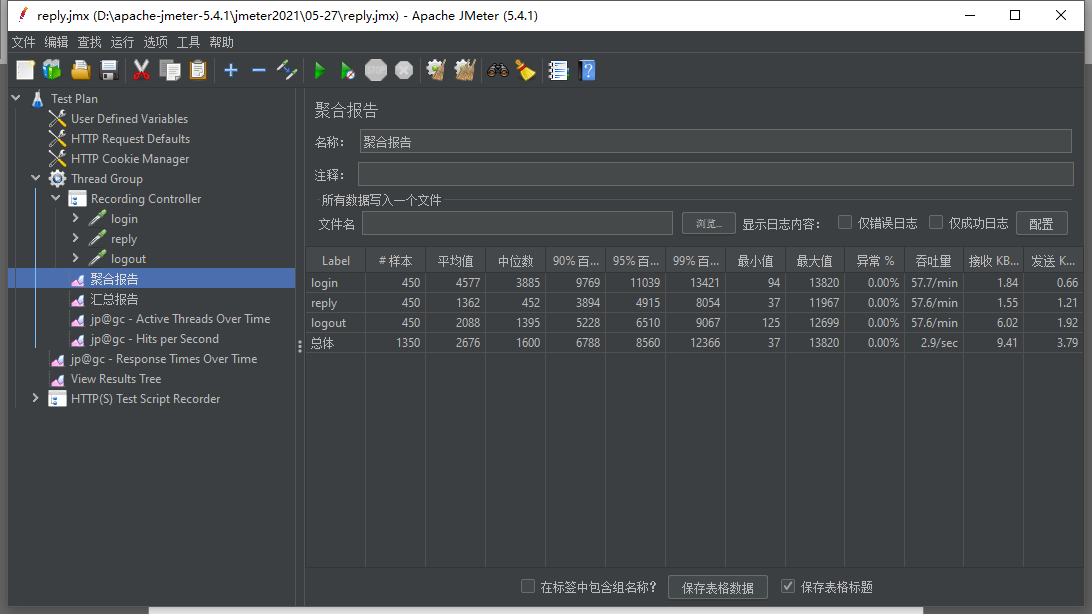 reply.jmx (D:\apache-jmeter-5.4.1\jmeter2021\05-27\reply.jmx) - Apache JMeter (5.4.1)
文件 编辑 查找 运行 选项 工具 帮助
Test Plan
User Defined Variables
HTTP Request Defaults
HTTP Cookie Manager
Thread Group
Recording Controller
login
reply
logout
聚合报告
汇总报告
jp@gc - Active Threads Over Time
jp@gc - Hits per Second
jp@gc - Response Times Over Time
View Results Tree
HTTP(S) Test Script Recorder
聚合报告
名称： 聚合报告
注释：
所有数据写入一个文件
文件名 浏览... 显示日志内容： 仅错误日志 仅成功日志 配置
Label # 样本 平均值 中位数 90% 百... 95% 百... 99% 百... 最小值 最大值 异常 % 吞吐量 接收 KB... 发送 K...
login 450 4577 3885 9769 11039 13421 94 13820 0.00% 57.7/min 1.84 0.66
reply 450 1362 452 3894 4915 8054 37 11967 0.00% 57.6/min 1.55 1.21
logout 450 2088 1395 5228 6510 9067 125 12699 0.00% 57.6/min 6.02 1.92
总体 1350 2676 1600 6788 8560 12366 37 13820 0.00% 2.9/sec 9.41 3.79
在标签中包含组名称？ 保存表格数据 保存表格标题